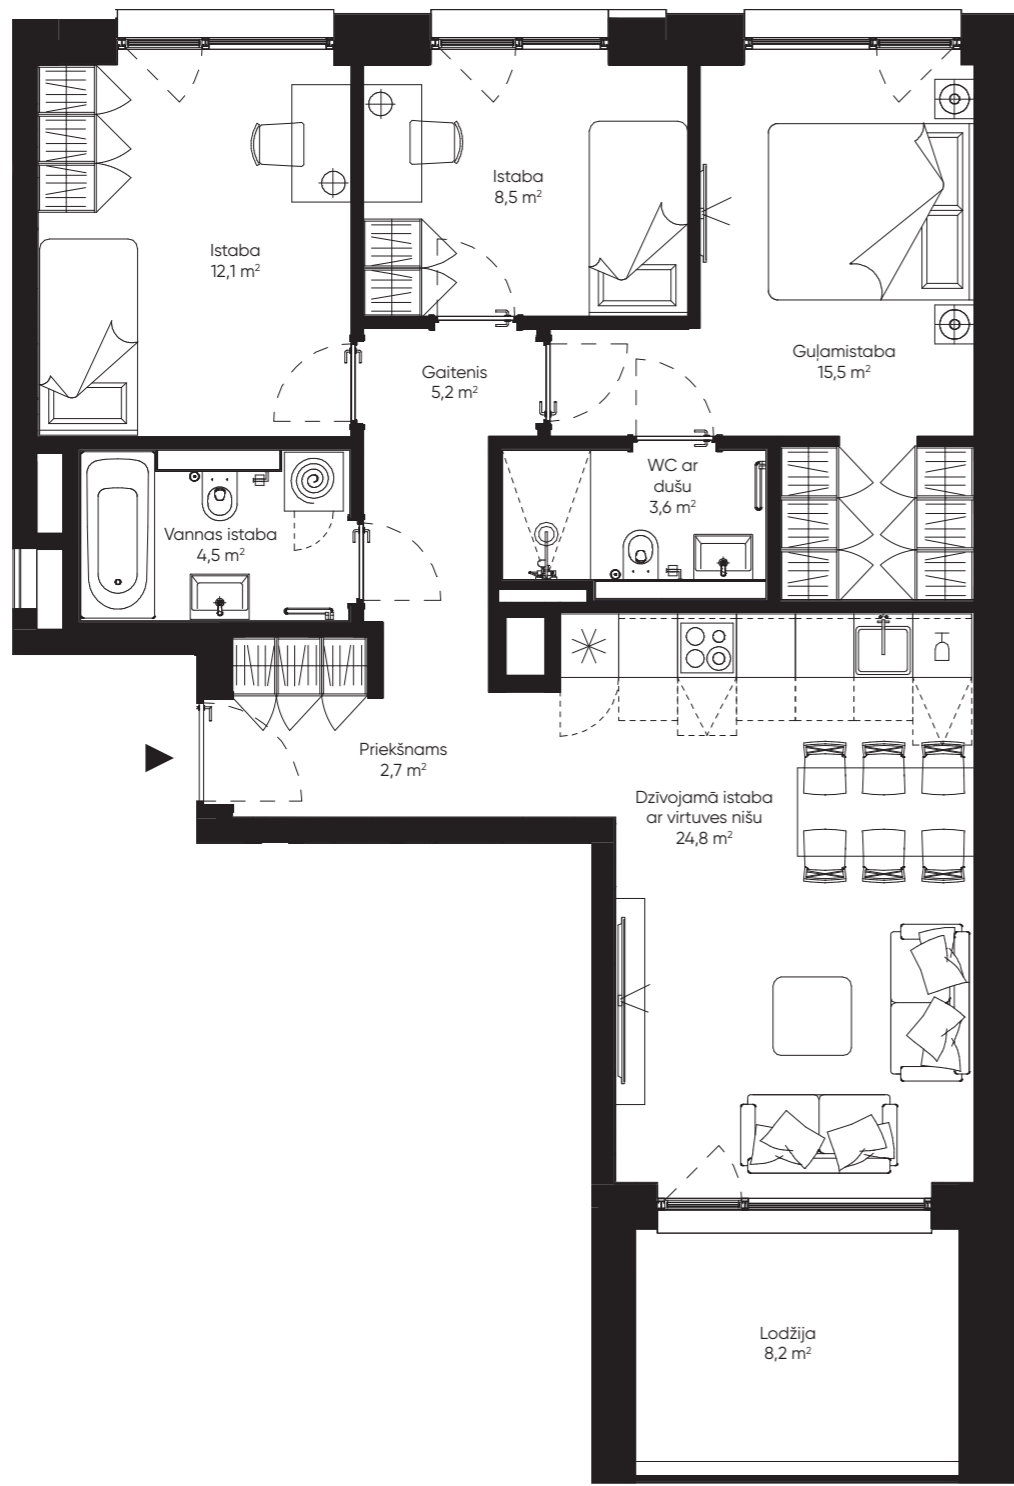 Istaba
12,1 m²
Istaba
8,5 m²
Guļamistaba
15,5 m²
Gaitenis
5,2 m²
WC ar
dušu
3,6 m²
Vannas istaba
4,5 m²
Priekšnams
2,7 m²
Dzīvojamā istaba
ar virtuves nišu
24,8 m²
Lodžija
8,2 m²